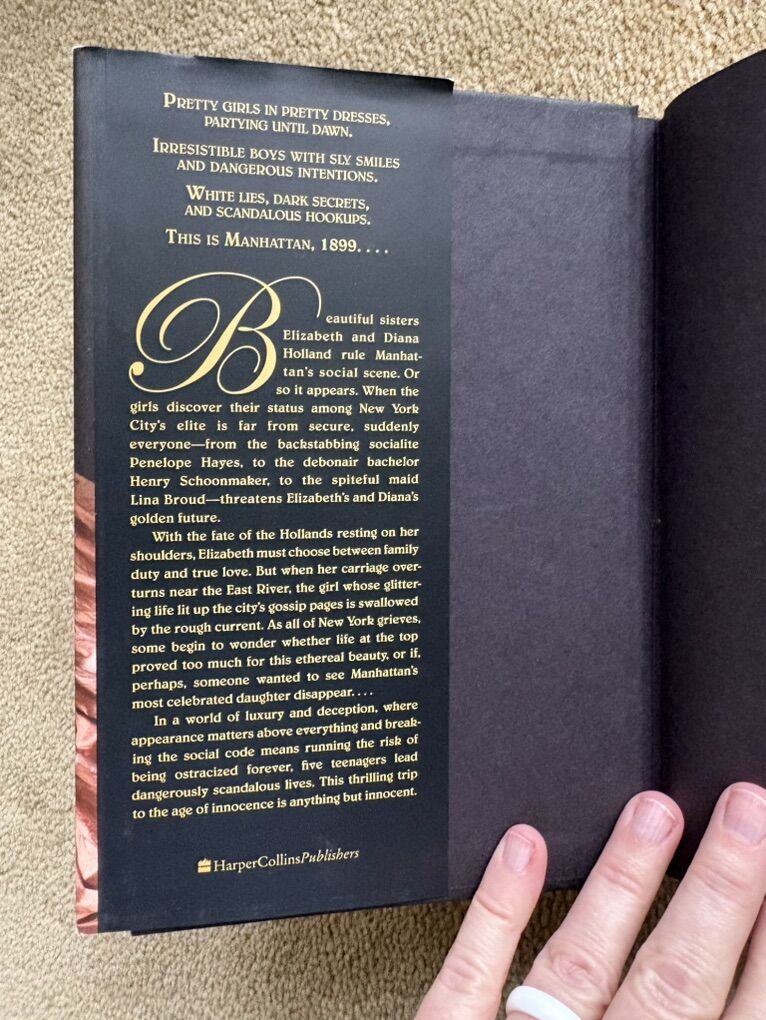 PRETTY GIRLS IN PRETTY DRESSES,
PARTYING UNTIL DAWN.
IRRESISTIBLE BOYS WITH SLY SMILES
AND DANGEROUS INTENTIONS.
WHITE LIES, DARK SECRETS,
AND SCANDALOUS HOOKUPS.
THIS IS MANHATTAN, 1899. . . .
Beautiful sisters
Elizabeth and Diana
Holland rule Manhat-
tan's social scene. Or
so it appears. When the
girls discover their status among New York
City's elite is far from secure, suddenly
everyone—from the backstabbing socialite
Penelope Hayes, to the debonair bachelor
Henry Schoonmaker, to the spiteful maid
Lina Broud—threatens Elizabeth's and Diana's
golden future.
With the fate of the Hollands resting on her
shoulders, Elizabeth must choose between family
duty and true love. But when her carriage over-
turns near the East River, the girl whose glitter-
ing life lit up the city's gossip pages is swallowed
by the rough current. As all of New York grieves,
some begin to wonder whether life at the top
proved too much for this ethereal beauty, or if,
perhaps, someone wanted to see Manhattan's
most celebrated daughter disappear. . . .
In a world of luxury and deception, where
appearance matters above everything and break-
ing the social code means running the risk of
being ostracized forever, five teenagers lead
dangerously scandalous lives. This thrilling trip
to the age of innocence is anything but innocent.
HarperCollinsPublishers